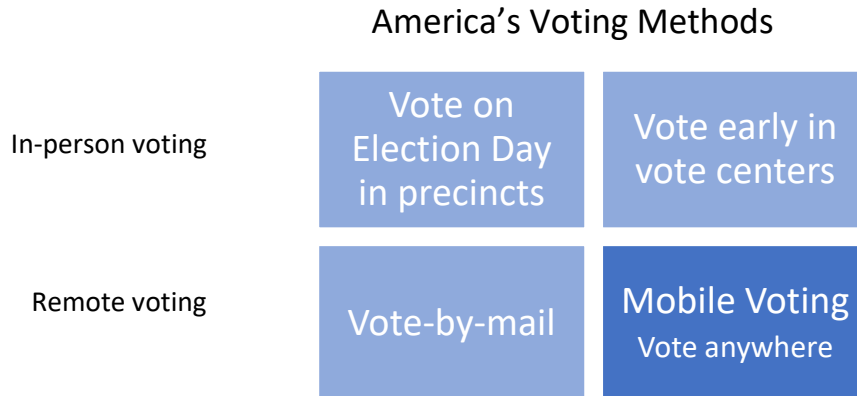 America’s Voting Methods
In-person voting
Vote on
Election Day
in precincts
Vote early in
vote centers
Remote voting
Vote-by-mail
Mobile Voting
Vote anywhere